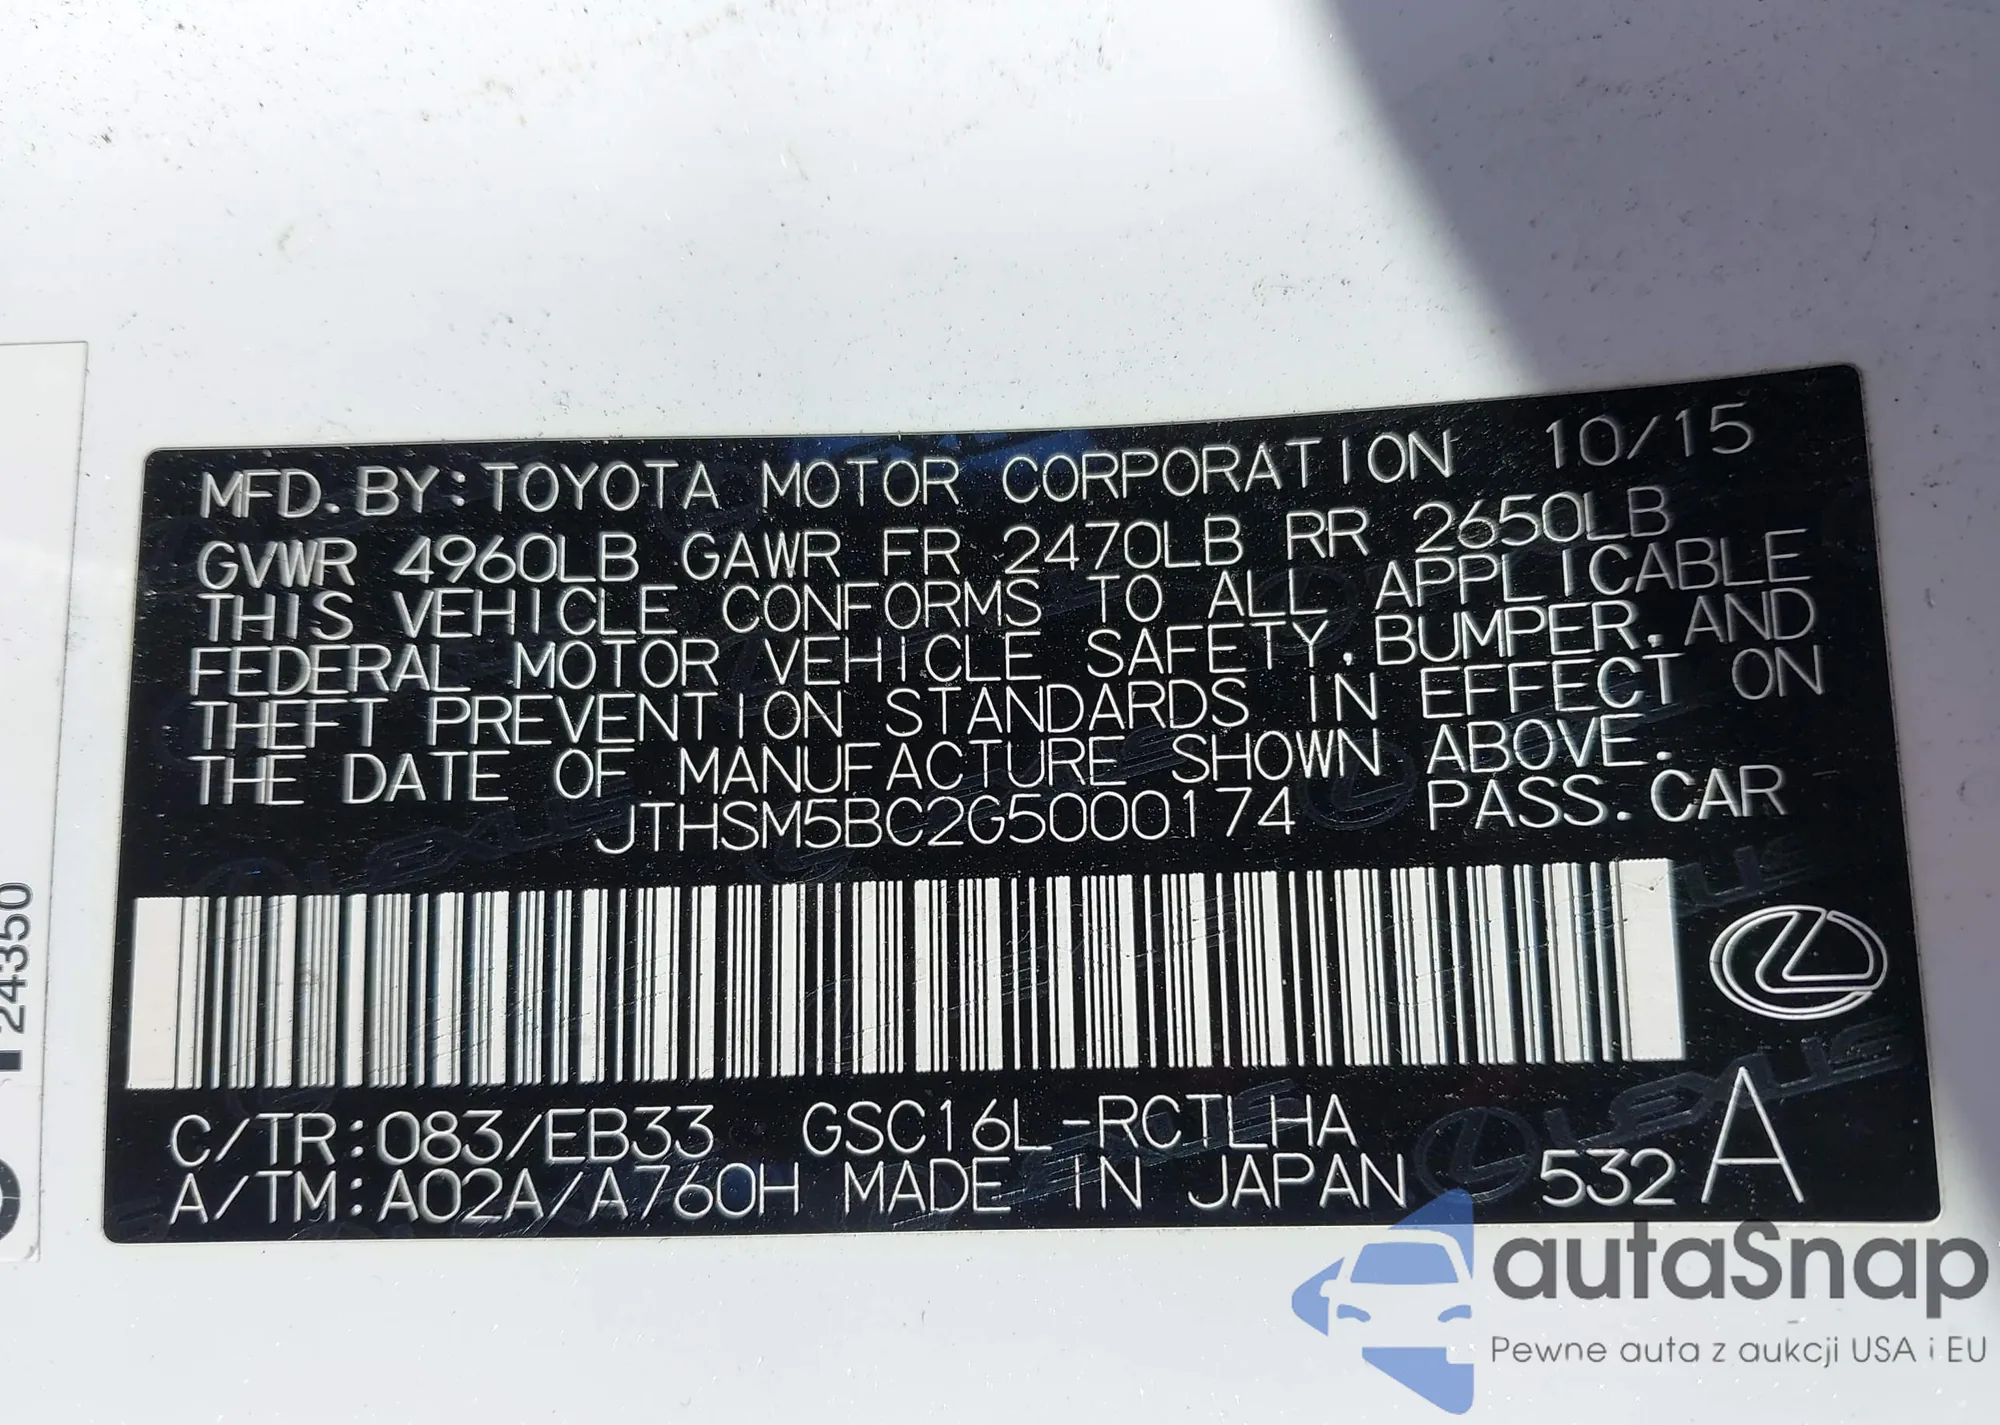 MFD. BY: TOYOTA MOTOR CORPORATION 10/15
GVWR 4960LB GAWR FR 2470LB RR 2650LB
THIS VEHICLE CONFORMS TO ALL APPLICABLE
FEDERAL MOTOR VEHICLE SAFETY, BUMPER, AND
THEFT PREVENTION STANDARDS IN EFFECT ON
THE DATE OF MANUFACTURE SHOWN ABOVE.
JTHSM5BC2G5000174 PASS. CAR
C/TR: 083/EB33 GSC16L-RCTLHA
A/TM: A02A/A760H MADE IN JAPAN 532 A
24350
LEXUS
autaSnap
Pewne auta z aukcji USA i EU